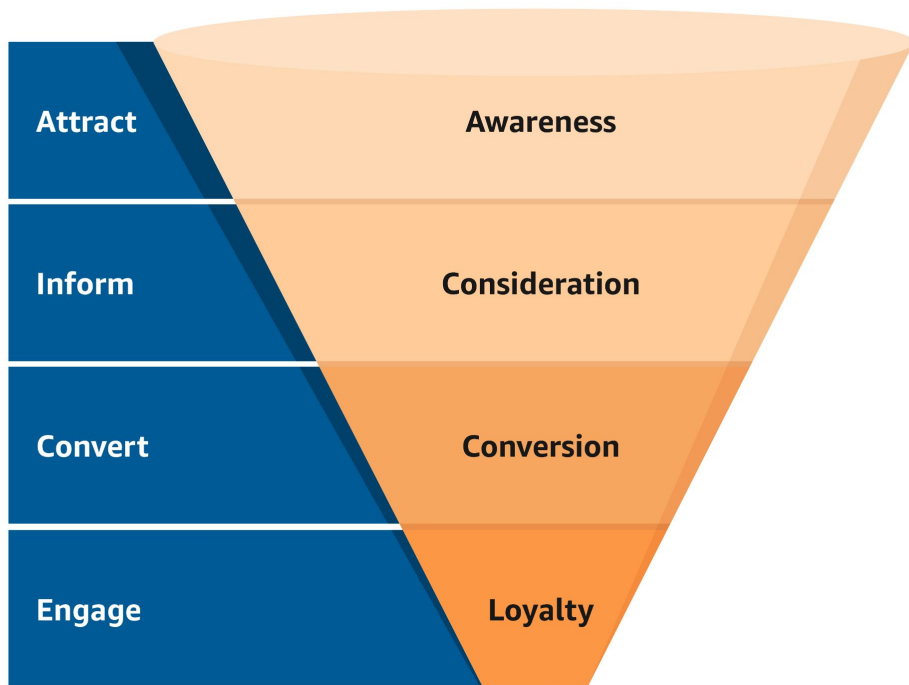 Attract
Awareness
Inform
Consideration
Convert
Conversion
Engage
Loyalty